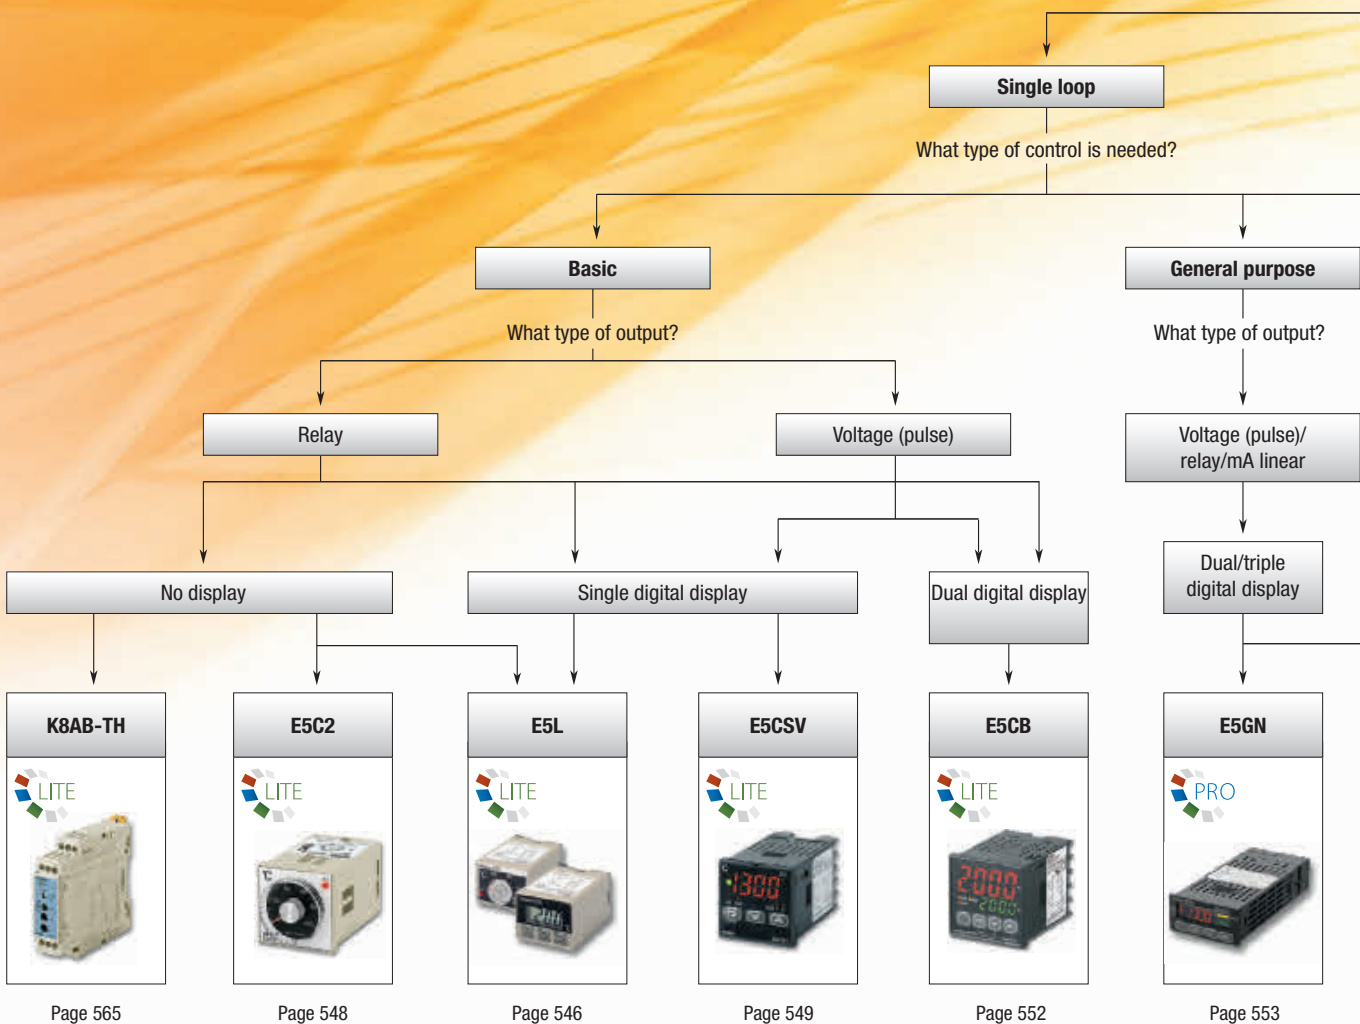 Single loop
What type of control is needed?
Basic
General purpose
What type of output?
What type of output?
Relay
Voltage (pulse)
Voltage (pulse)/
relay/mA linear
No display
Single digital display
Dual digital display
Dual/triple
digital display
K8AB-TH
E5C2
E5L
E5CSV
E5CB
E5GN
LITE
LITE
LITE
LITE
LITE
PRO
°C
1300
2000
2000
Page 565
Page 548
Page 546
Page 549
Page 552
Page 553